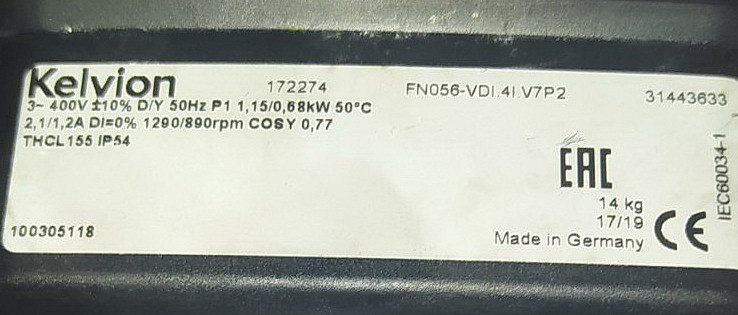 Kelvion 172274 FN056-VDI.4I.V7P2 31443633
3~ 400V ±10% D/Y 50Hz P1 1,15/0,68kW 50°C
2,1/1,2A DI=0% 1290/890rpm COSY 0,77
THCL155 IP54
EAC
14 kg
17/19
Made in Germany
CE
IEC60034-1
100305118